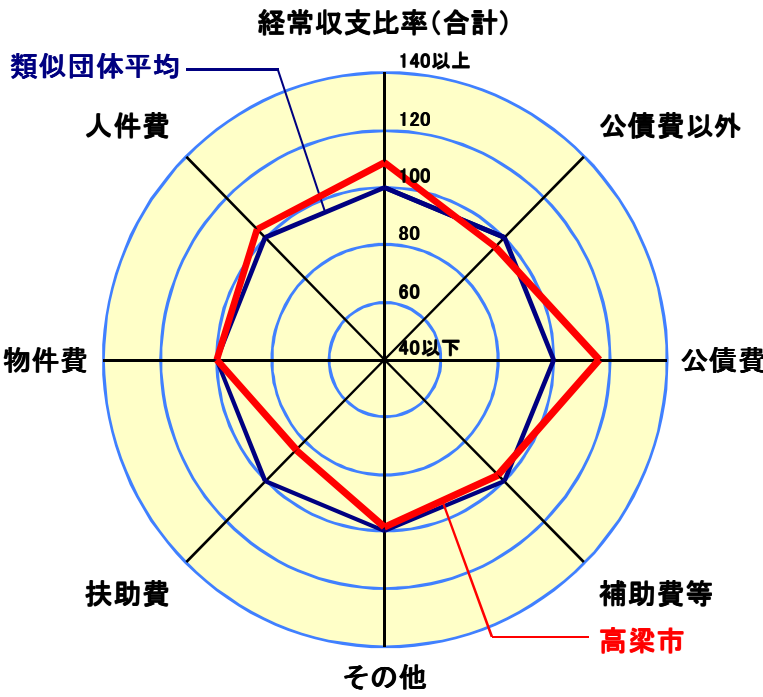 経常収支比率(合計)
類似団体平均
140以上
人件費
120
公債費以外
100
80
60
物件費
40以下
公債費
扶助費
補助費等
高梁市
その他